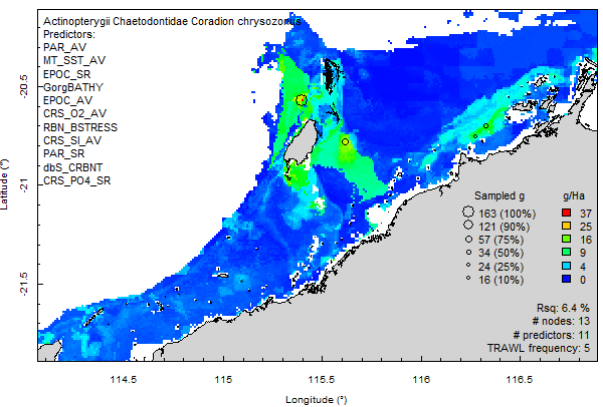 Actinopterygii Chaetodontidae Coradion chrysozonus
Predictors:
PAR_AV
MT_SST_AV
EPOC_SR
GorgBATHY
EPOC_AV
CRS_O2_AV
RBN_BSTRESS
CRS_SI_AV
PAR_SR
dbS_CRBNT
CRS_PO4_SR
-20.5
-21
-21.5
Latitude (°)
Sampled g g/Ha
163 (100%) 37
121 (90%) 25
57 (75%) 16
34 (50%) 9
24 (25%) 4
16 (10%) 0
Rsq: 6.4 %
# nodes: 13
# predictors: 11
TRAWL frequency: 5
114.5 115 115.5 116 116.5
Longitude (°)